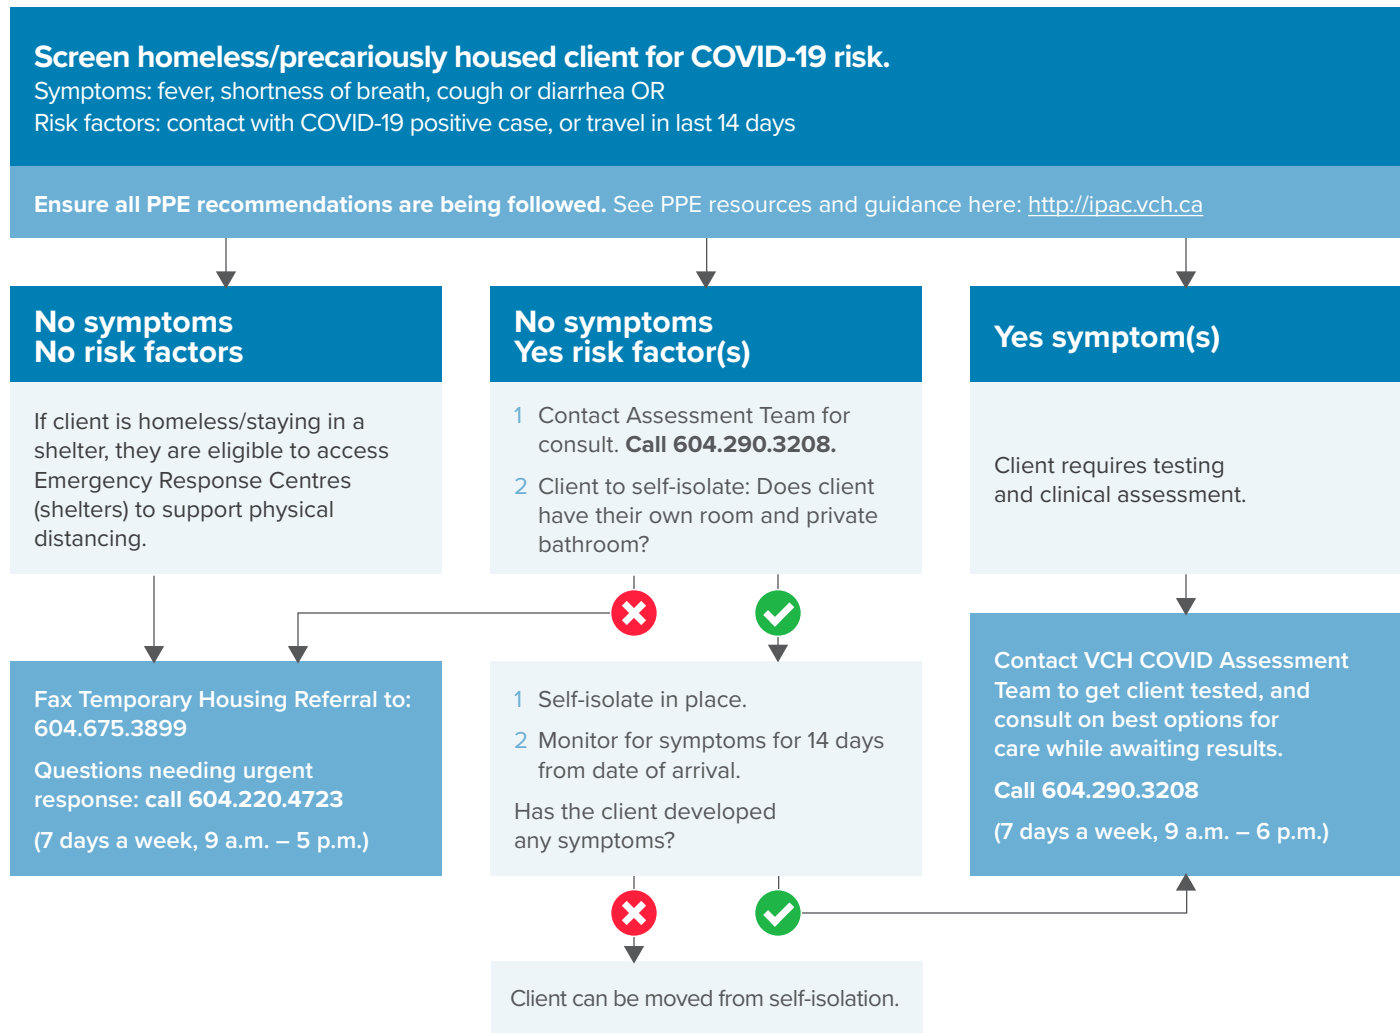 Screen homeless/precariously housed client for COVID-19 risk.
Symptoms: fever, shortness of breath, cough or diarrhea OR
Risk factors: contact with COVID-19 positive case, or travel in last 14 days
Ensure all PPE recommendations are being followed. See PPE resources and guidance here: http://ipac.vch.ca
No symptoms
No risk factors
If client is homeless/staying in a
shelter, they are eligible to access
Emergency Response Centres
(shelters) to support physical
distancing.
No symptoms
Yes risk factor(s)
1 Contact Assessment Team for
consult. Call 604.290.3208.
2 Client to self-isolate: Does client
have their own room and private
bathroom?
Yes symptom(s)
Client requires testing
and clinical assessment.
Fax Temporary Housing Referral to:
604.675.3899
Questions needing urgent
response: call 604.220.4723
(7 days a week, 9 a.m. – 5 p.m.)
1 Self-isolate in place.
2 Monitor for symptoms for 14 days
from date of arrival.
Has the client developed
any symptoms?
Contact VCH COVID Assessment
Team to get client tested, and
consult on best options for
care while awaiting results.
Call 604.290.3208
(7 days a week, 9 a.m. – 6 p.m.)
Client can be moved from self-isolation.